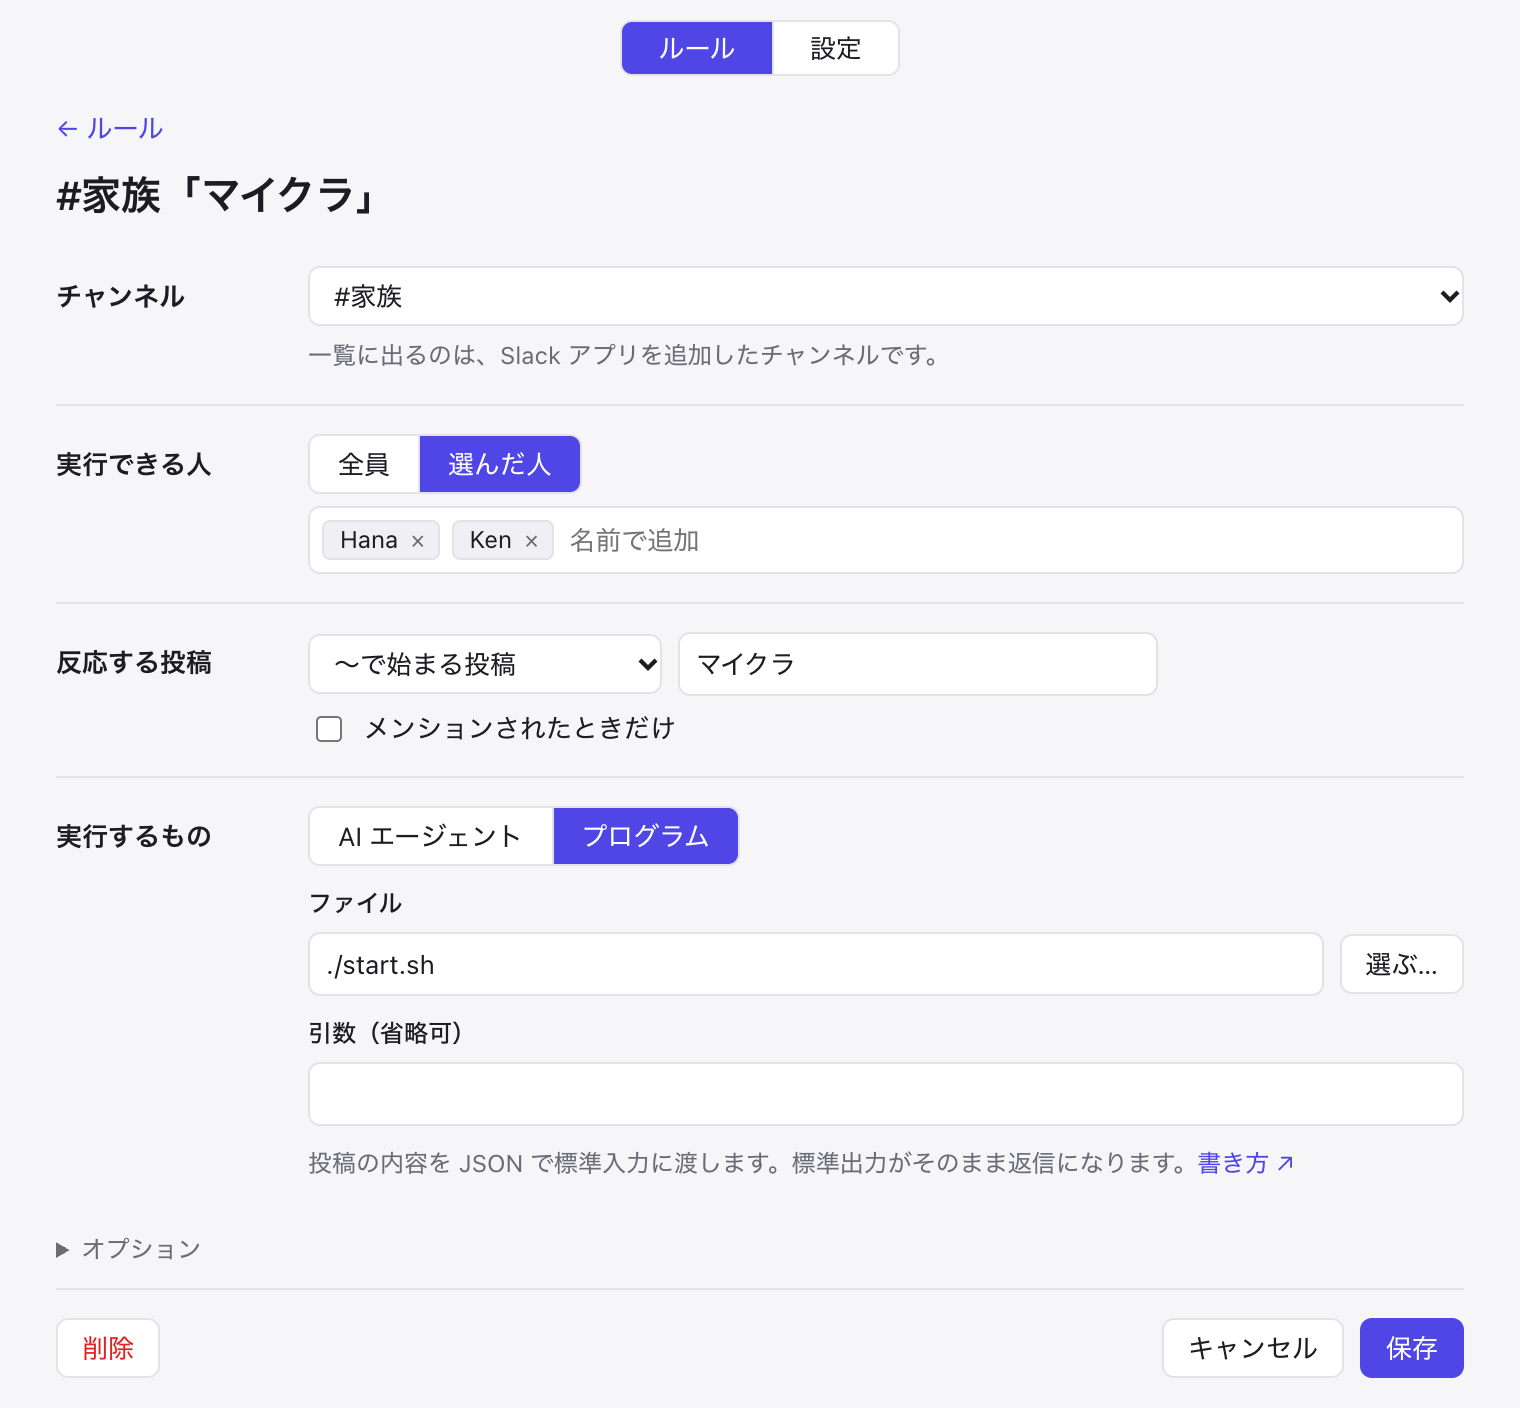 ルール 設定
← ルール
#家族「マイクラ」
チャンネル #家族
一覧に出るのは、Slack アプリを追加したチャンネルです。
実行できる人 全員 選んだ人
Hana × Ken × 名前で追加
反応する投稿 〜で始まる投稿 マイクラ
メンションされたときだけ
実行するもの AI エージェント プログラム
ファイル
./start.sh 選ぶ...
引数（省略可）
投稿の内容を JSON で標準入力に渡します。標準出力がそのまま返信になります。書き方 ↗
▶ オプション
削除 キャンセル 保存